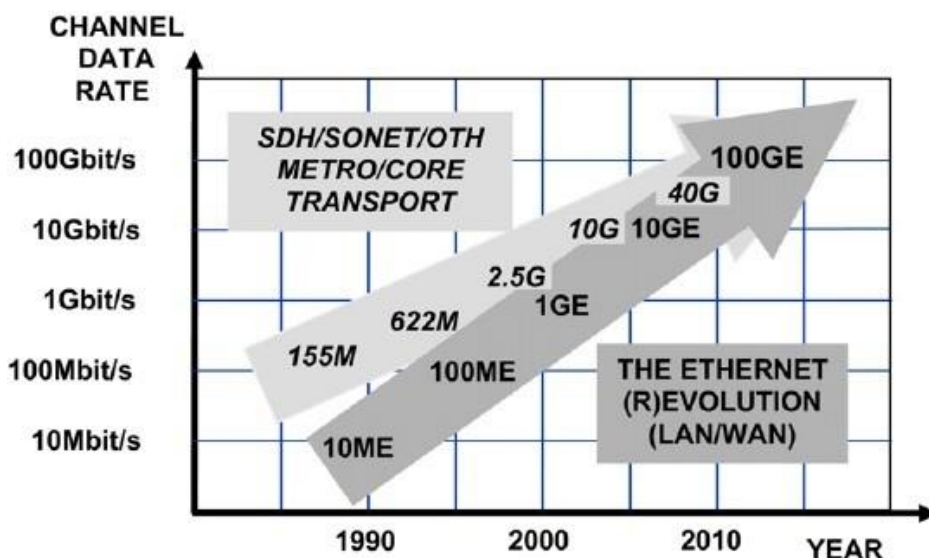 CHANNEL
DATA
RATE
100Gbit/s
10Gbit/s
1Gbit/s
100Mbit/s
10Mbit/s
SDH/SONET/OTH
METRO/CORE
TRANSPORT
155M
622M
2.5G
10G
40G
10ME
100ME
1GE
10GE
100GE
THE ETHERNET
(R)EVOLUTION
(LAN/WAN)
1990
2000
2010
YEAR